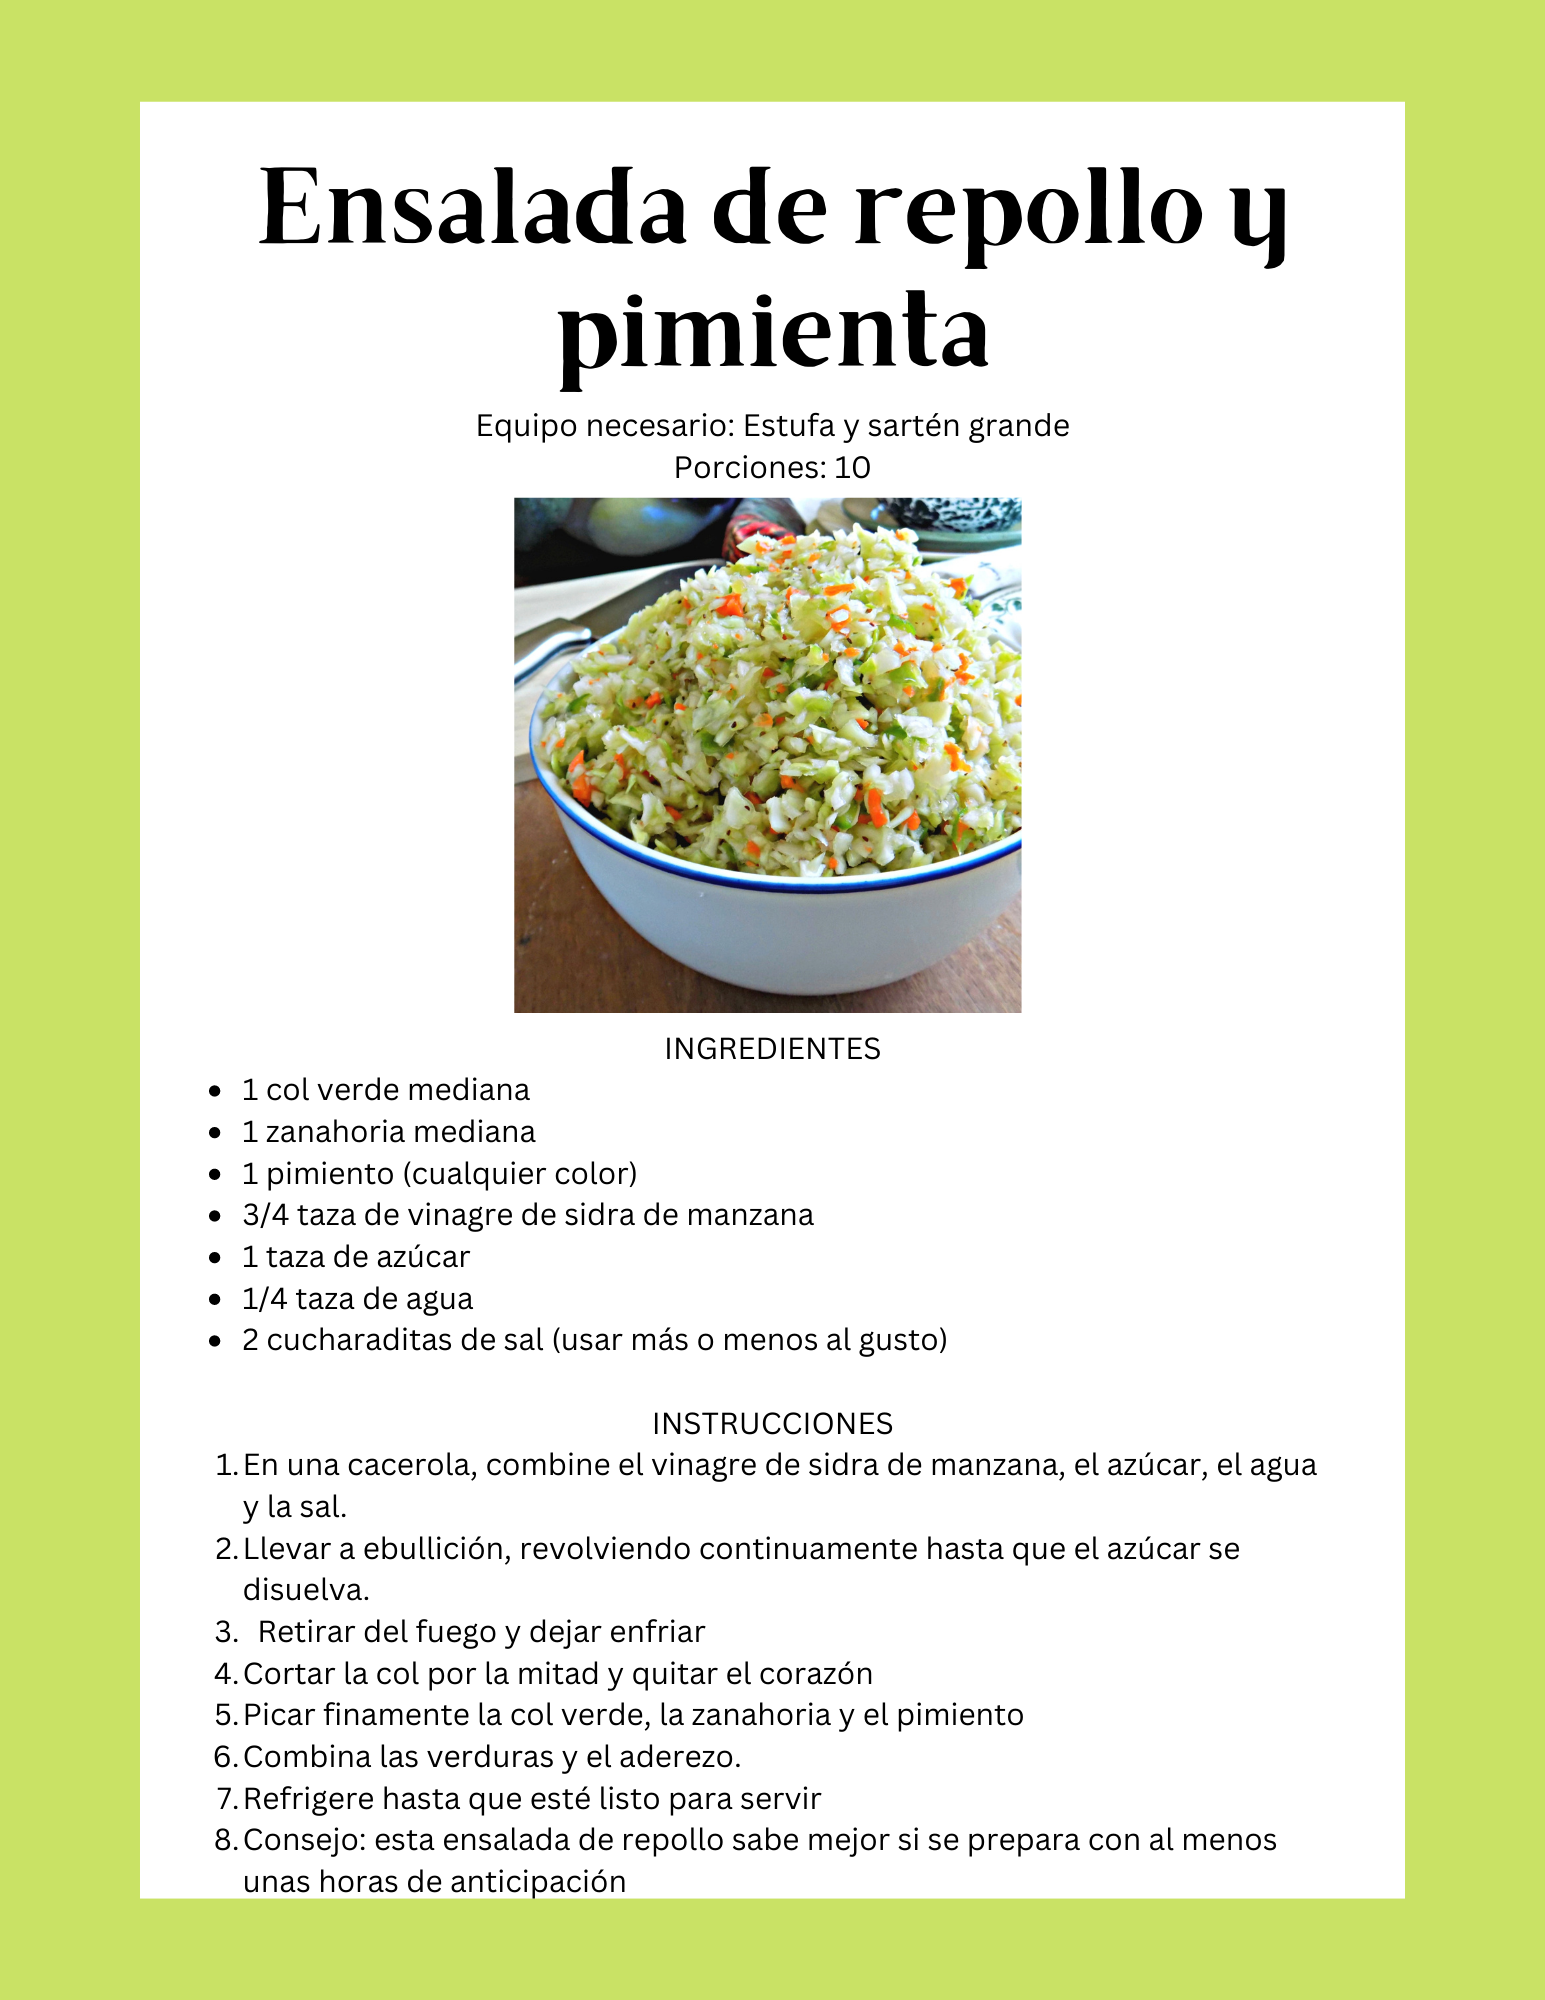 Ensalada de repollo y
pimienta
Equipo necesario: Estufa y sartén grande
Porciones: 10
INGREDIENTES
• 1 col verde mediana
• 1 zanahoria mediana
• 1 pimiento (cualquier color)
• 3/4 taza de vinagre de sidra de manzana
• 1 taza de azúcar
• 1/4 taza de agua
• 2 cucharaditas de sal (usar más o menos al gusto)
INSTRUCCIONES
1. En una cacerola, combine el vinagre de sidra de manzana, el azúcar, el agua
y la sal.
2. Llevar a ebullición, revolviendo continuamente hasta que el azúcar se
disuelva.
3. Retirar del fuego y dejar enfriar
4. Cortar la col por la mitad y quitar el corazón
5. Picar finamente la col verde, la zanahoria y el pimiento
6. Combina las verduras y el aderezo.
7. Refrigere hasta que esté listo para servir
8. Consejo: esta ensalada de repollo sabe mejor si se prepara con al menos
unas horas de anticipación